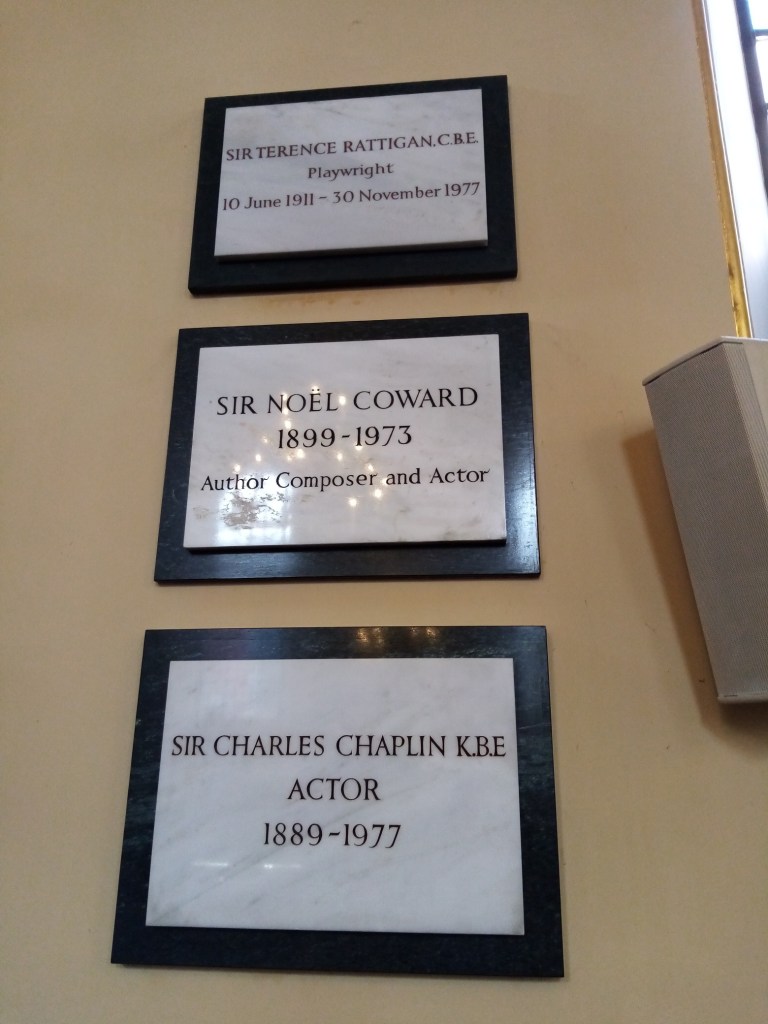 SIR TERENCE RATTIGAN, C.B.E.
Playwright
10 June 1911 – 30 November 1977
SIR NOËL COWARD
1899-1973
Author Composer and Actor
SIR CHARLES CHAPLIN K.B.E
ACTOR
1889-1977